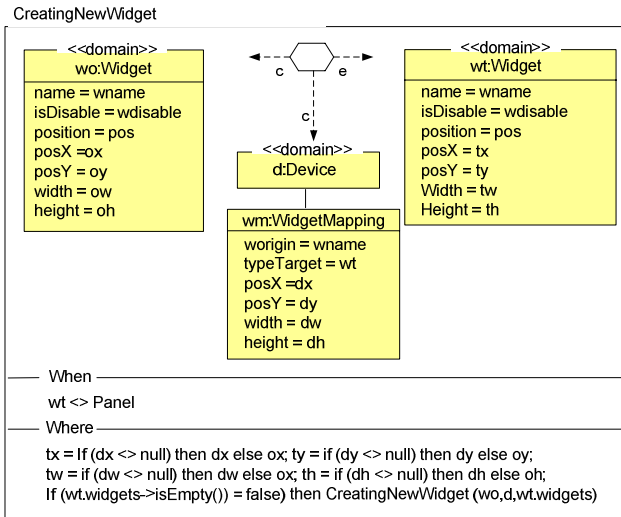 CreatingNewWidget
<<domain>>
wo:Widget
name = wname
isDisable = wdisable
position = pos
posX =ox
posY = oy
width = ow
height = oh
c
e
c
<<domain>>
d:Device
wm:WidgetMapping
worigin = wname
typeTarget = wt
posX =dx
posY = dy
width = dw
height = dh
<<domain>>
wt:Widget
name = wname
isDisable = wdisable
position = pos
posX = tx
posY = ty
Width = tw
Height = th
When
wt <> Panel
Where
tx = If (dx <> null) then dx else ox; ty = if (dy <> null) then dy else oy;
tw = if (dw <> null) then dw else ox; th = if (dh <> null) then dh else oh;
If (wt.widgets->isEmpty()) = false) then CreatingNewWidget (wo,d,wt.widgets)